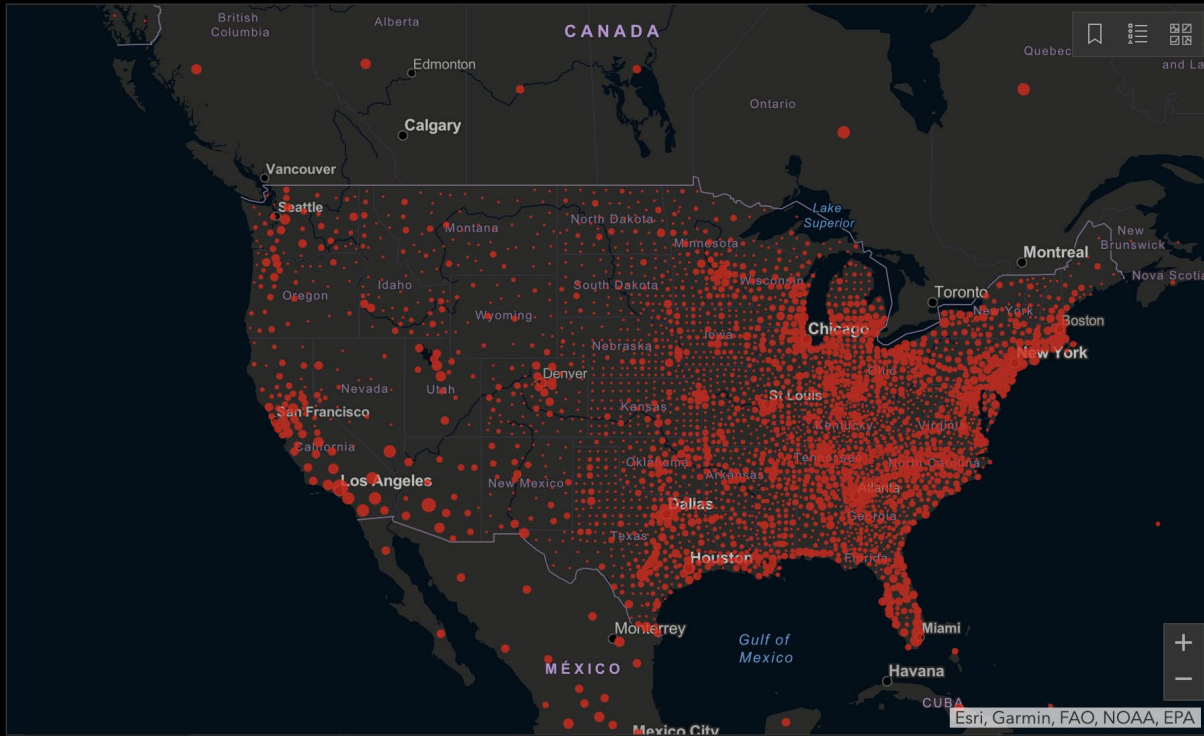 British
Columbia
Alberta
CANADA
Quebec
and La
Edmonton
Ontario
Calgary
Vancouver
Seattle
Lake
Superior
North Dakota
Montana
Minnesota
New
Brunswick
Montreal
Nova Scotia
Wisconsin
Oregon
Idaho
South Dakota
Toronto
Wyoming
New York
Boston
Chicago
Iowa
Nebraska
New York
Ohio
Denver
Nevada
Utah
St Louis
Kansas
San Francisco
Kentucky
Virginia
California
Tennessee
North Carolina
Oklahoma
Arkansas
Los Angeles
New Mexico
Atlanta
Dallas
Georgia
Texas
Houston
Florida
Monterrey
Miami
Gulf of
Mexico
MÉXICO
Havana
CUBA
Mexico City
Esri, Garmin, FAO, NOAA, EPA
+
−